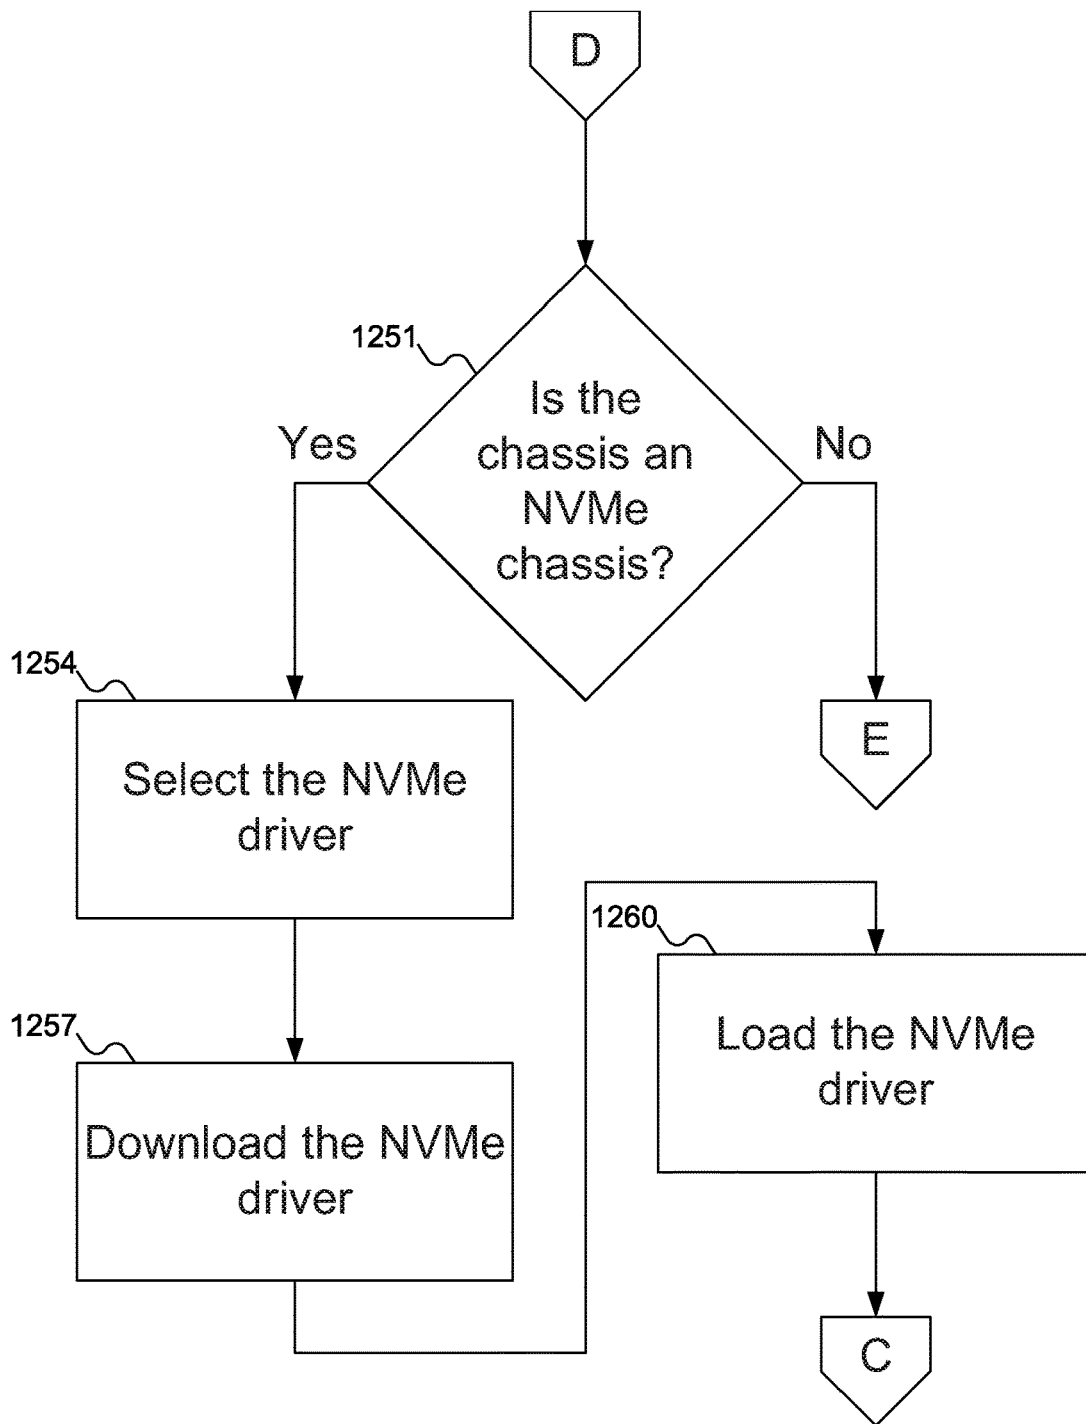 D
1251
Is the
chassis an
NVMe
chassis?
Yes
No
1254
Select the NVMe
driver
E
1257
Download the NVMe
driver
1260
Load the NVMe
driver
C